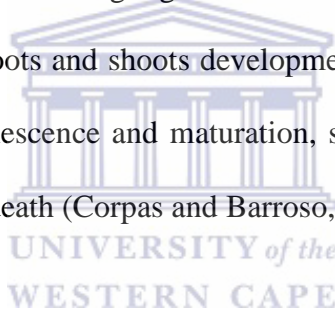 oots and shoots developme
escence and maturation, s
eath (Corpas and Barroso,
UNIVERSITY of the
WESTERN CAPE